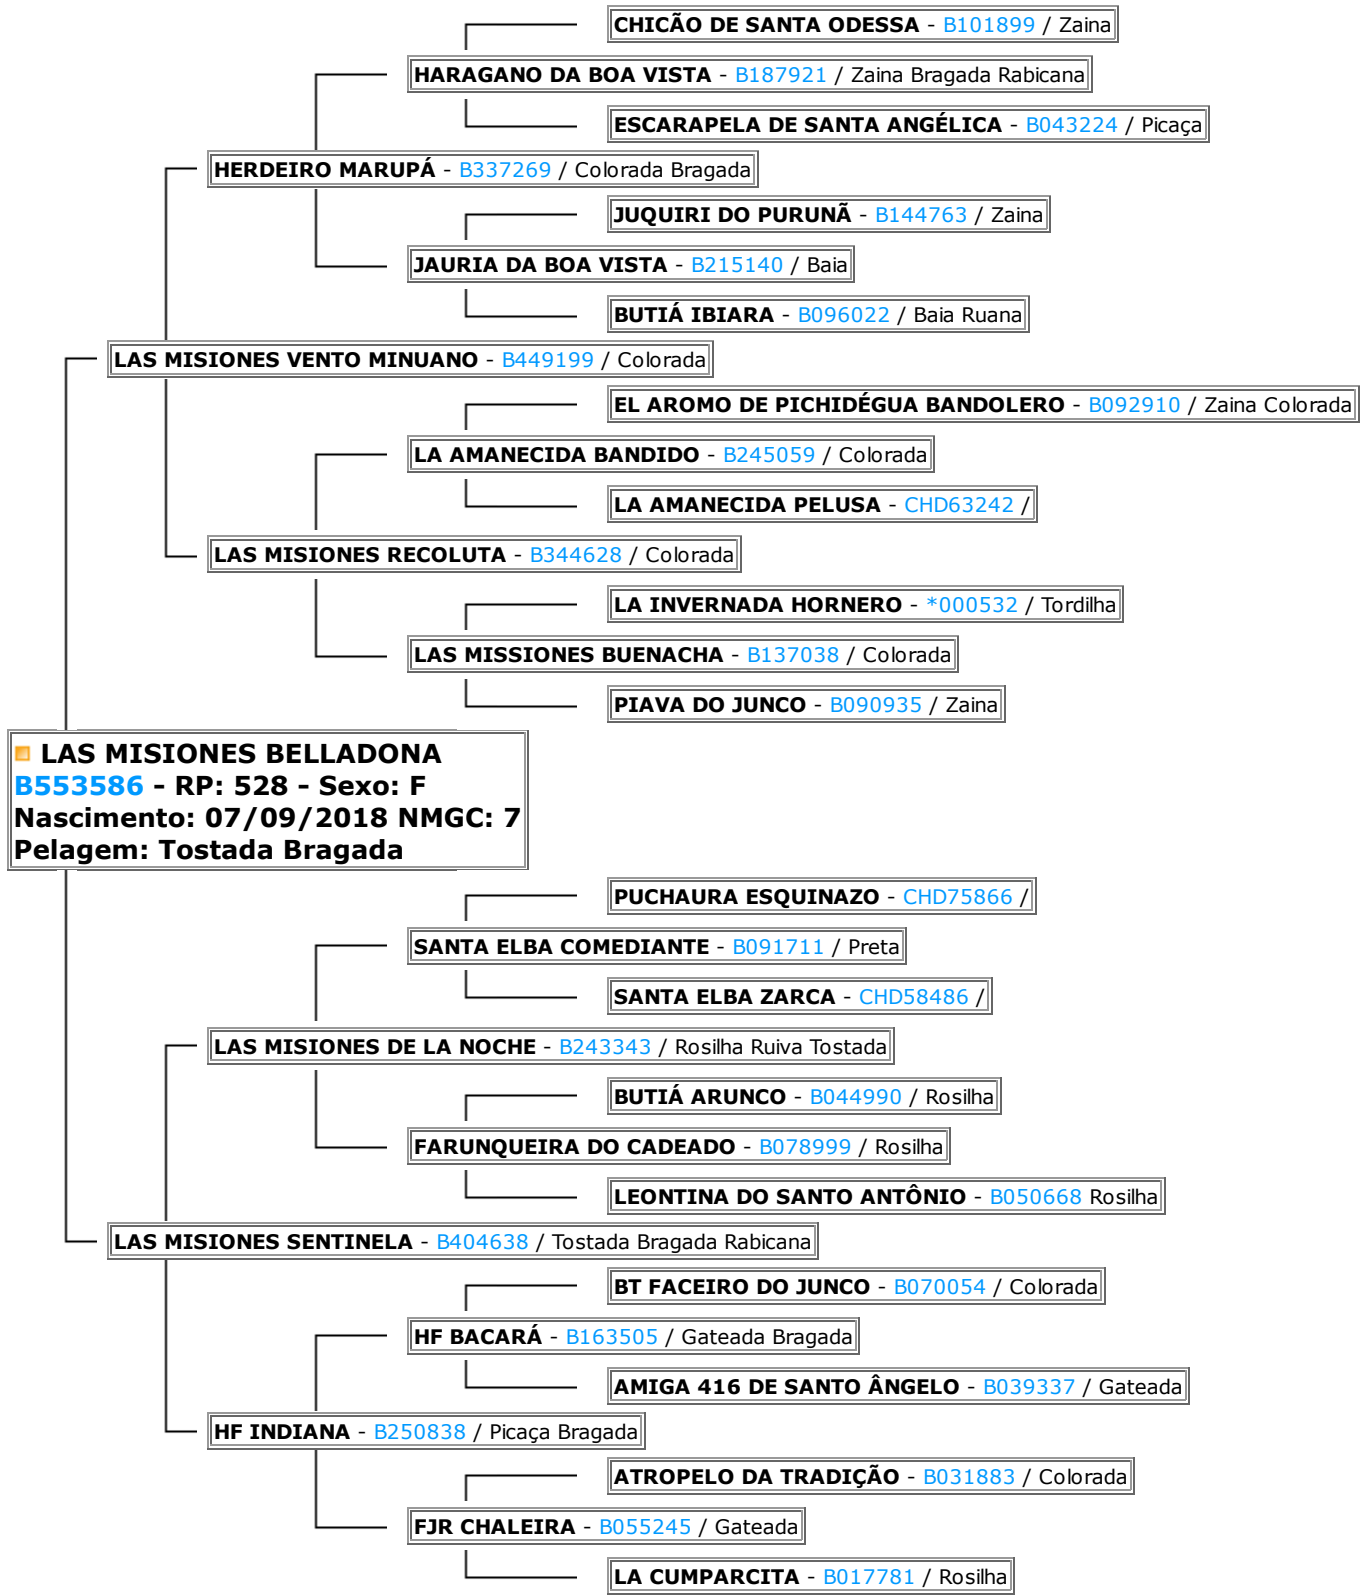 CHICÃO DE SANTA ODESSA - B101899 / Zaina
HARAGANO DA BOA VISTA - B187921 / Zaina Bragada Rabicana
ESCARAPELA DE SANTA ANGÉLICA - B043224 / Picaça
HERDEIRO MARUPÁ - B337269 / Colorada Bragada
JUQUIRI DO PURUNÃ - B144763 / Zaina
JAURIA DA BOA VISTA - B215140 / Baia
BUTIÁ IBIARA - B096022 / Baia Ruana
LAS MISIONES VENTO MINUANO - B449199 / Colorada
EL AROMO DE PICHIDÉGUA BANDOLERO - B092910 / Zaina Colorada
LA AMANECIDA BANDIDO - B245059 / Colorada
LA AMANECIDA PELUSA - CHD63242 /
LAS MISIONES RECOLUTA - B344628 / Colorada
LA INVERNADA HORNERO - *000532 / Tordilha
LAS MISSIONES BUENACHA - B137038 / Colorada
PIAVA DO JUNCO - B090935 / Zaina
LAS MISIONES BELLADONA
B553586 - RP: 528 - Sexo: F
Nascimento: 07/09/2018 NMGC: 7
Pelagem: Tostada Bragada
PUCHAURA ESQUINAZO - CHD75866 /
SANTA ELBA COMEDIANTE - B091711 / Preta
SANTA ELBA ZARCA - CHD58486 /
LAS MISIONES DE LA NOCHE - B243343 / Rosilha Ruiva Tostada
BUTIÁ ARUNCO - B044990 / Rosilha
FARUNQUEIRA DO CADEADO - B078999 / Rosilha
LEONTINA DO SANTO ANTÔNIO - B050668 Rosilha
LAS MISIONES SENTINELA - B404638 / Tostada Bragada Rabicana
BT FACEIRO DO JUNCO - B070054 / Colorada
HF BACARÁ - B163505 / Gateada Bragada
AMIGA 416 DE SANTO ÂNGELO - B039337 / Gateada
HF INDIANA - B250838 / Picaça Bragada
ATROPELO DA TRADIÇÃO - B031883 / Colorada
FJR CHALEIRA - B055245 / Gateada
LA CUMPARCITA - B017781 / Rosilha